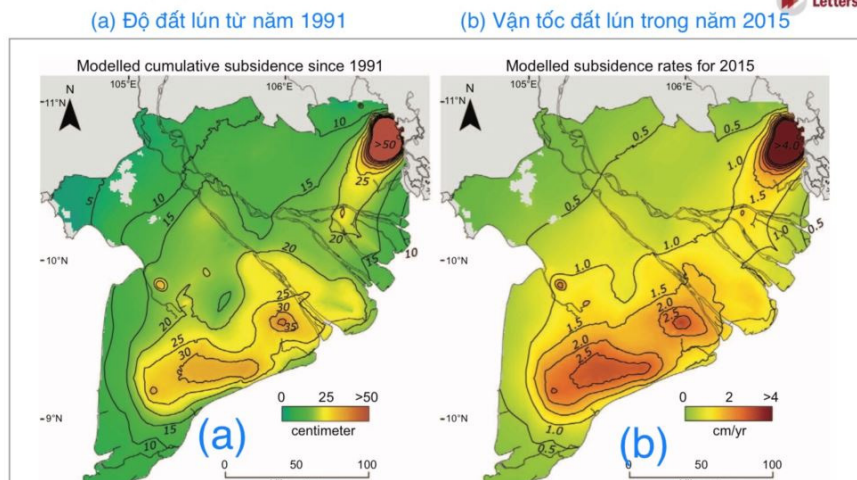 (a) Độ đất lún từ năm 1991
(b) Vận tốc đất lún trong năm 2015
Letters
Modelled cumulative subsidence since 1991
105°E
106°E
N
11°N
10
>50
25
15
5
10
15
20
15
10
10°N
20
25
30
35
20
25
30
9°N
15
10
0 25 >50
centimeter
(a)
0 50 100
Modelled subsidence rates for 2015
106°E
N
11°N
0.5
0.5
>4.0
1.0
1.5
0.5
1.0
0.5
10°N
1.0
1.0
1.5
2.0
2.5
1.5
2.0
2.5
10°N
1.0
0.5
0 2 >4
cm/yr
(b)
0 50 100